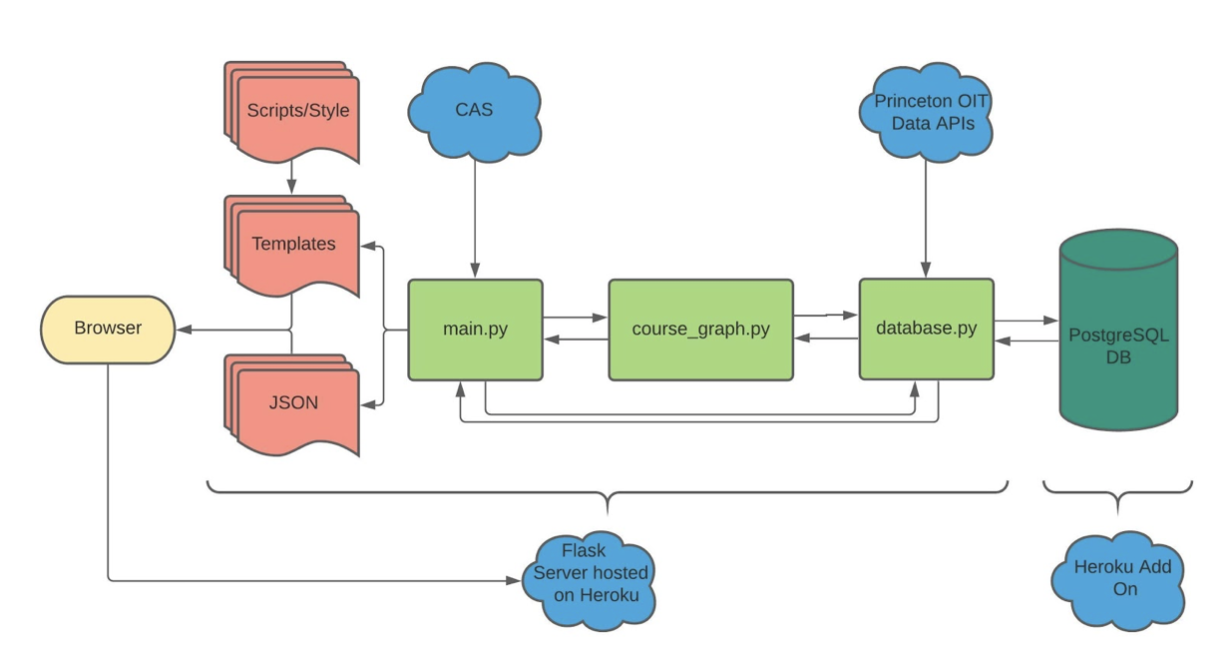 Scripts/Style
CAS
Princeton OIT
Data APIs
Templates
Browser
main.py
course_graph.py
database.py
PostgreSQL
DB
JSON
Flask
Server hosted
on Heroku
Heroku Add
On